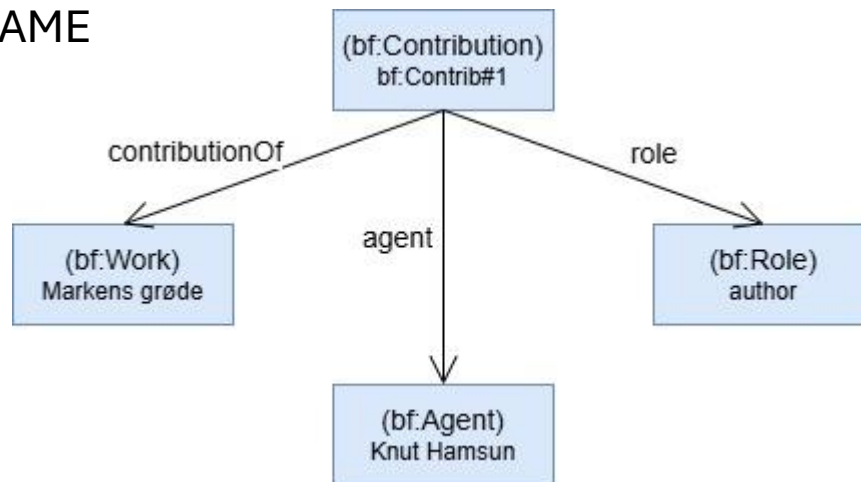 AME
(bf:Contribution)
bf:Contrib#1
contributionOf
role
agent
(bf:Work)
Markens grøde
(bf:Role)
author
(bf:Agent)
Knut Hamsun